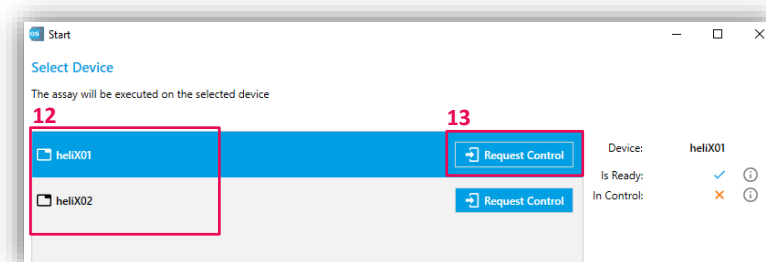 os Start
Select Device
The assay will be executed on the selected device
12
13
heliX01 Request Control
heliX02 Request Control
Device: heliX01
Is Ready:
In Control: